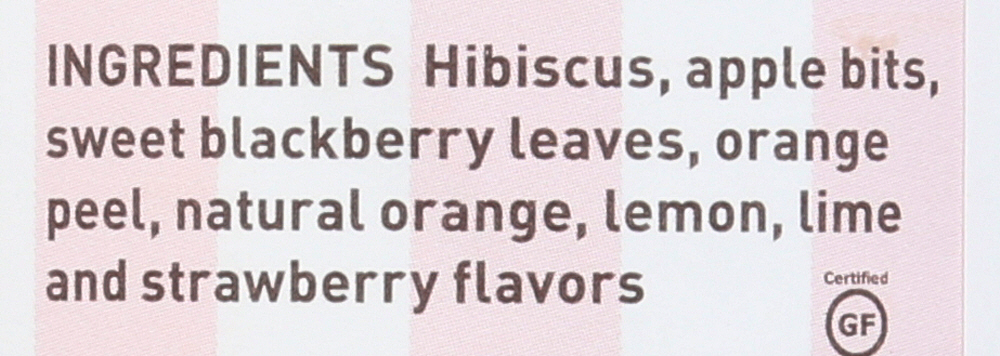 INGREDIENTS Hibiscus, apple bits,
sweet blackberry leaves, orange
peel, natural orange, lemon, lime
and strawberry flavors
Certified
GF